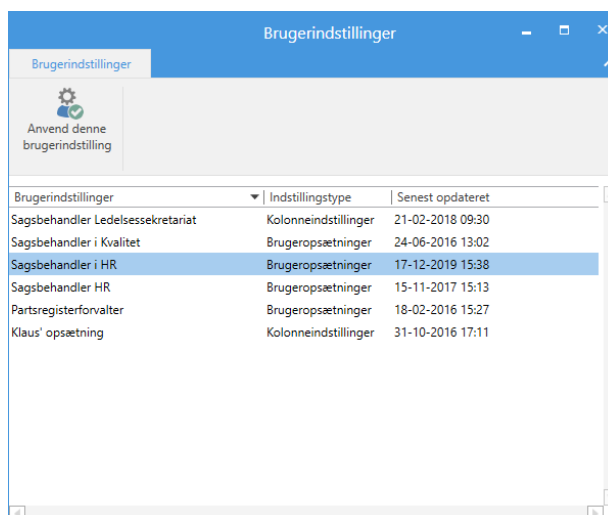 Brugerindstillinger
Brugerindstillinger
Anvend denne
brugerindstilling
Brugerindstillinger Indstillingstype Senest opdateret
Sagsbehandler Ledelsessekretariat Kolonneindstillinger 21-02-2018 09:30
Sagsbehandler i Kvalitet Brugeropsætninger 24-06-2016 13:02
Sagsbehandler i HR Brugeropsætninger 17-12-2019 15:38
Sagsbehandler HR Brugeropsætninger 15-11-2017 15:13
Partsregisterforvalter Brugeropsætninger 18-02-2016 15:27
Klaus' opsætning Kolonneindstillinger 31-10-2016 17:11